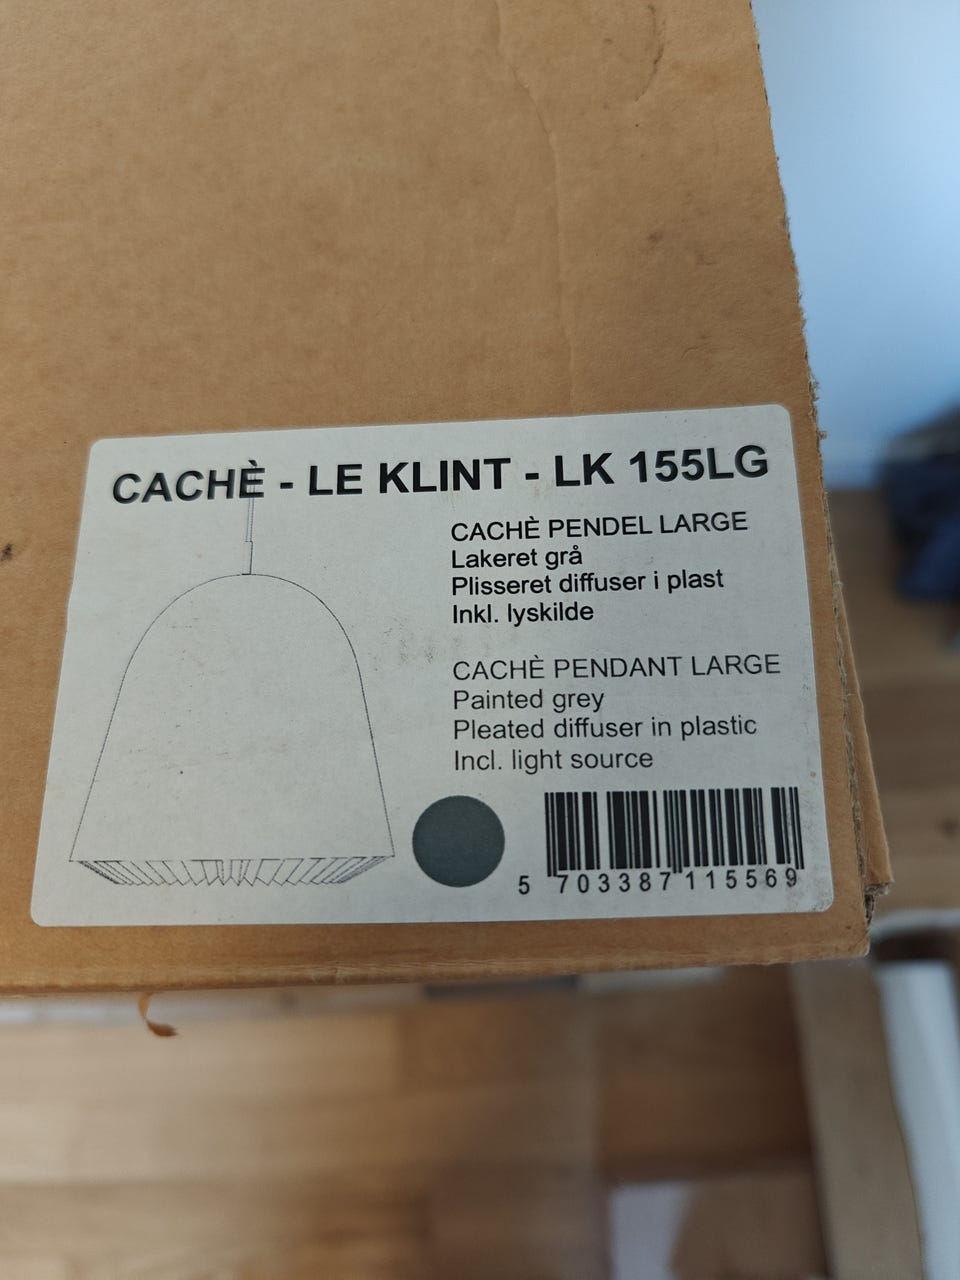 CACHÈ - LE KLINT - LK 155LG
CACHÈ PENDEL LARGE
Lakeret grå
Plisseret diffuser i plast
Inkl. lyskilde
CACHÈ PENDANT LARGE
Painted grey
Pleated diffuser in plastic
Incl. light source
5 703387 115569